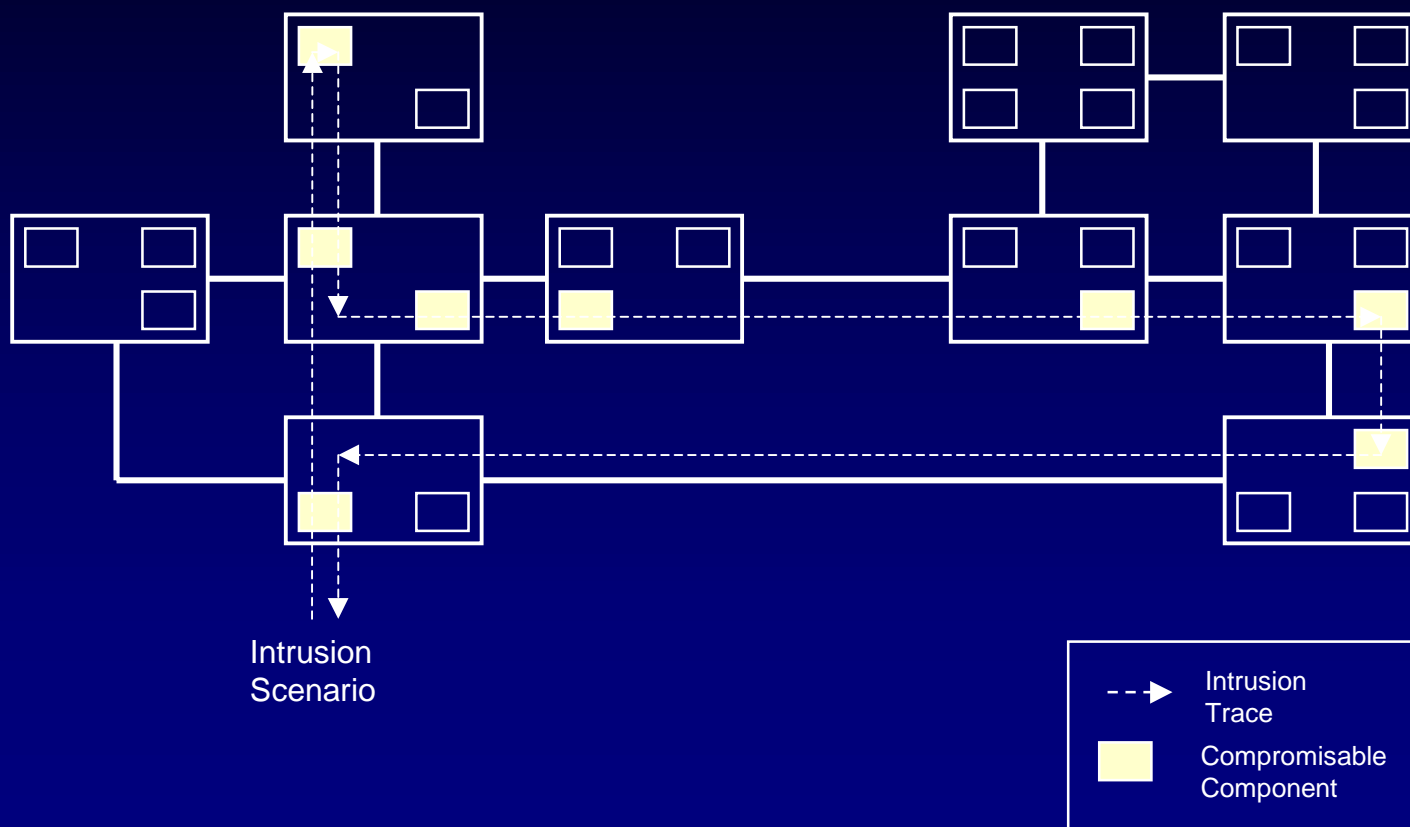 Intrusion
Scenario
Intrusion
Trace
Compromisable
Component